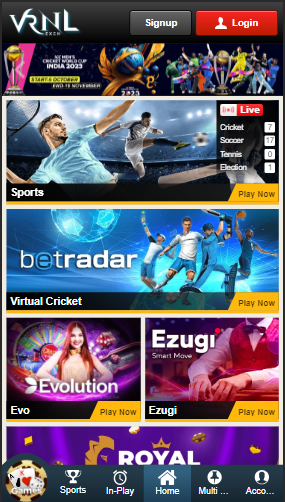 VRNL
EXCH
Signup
Login
ICC MEN'S
CRICKET WORLD CUP
INDIA 2023
START:5 OCTOBER
END:19 NOVEMBER
Live
Cricket 7
Soccer 17
Tennis 0
Election 1
Sports
Play Now
betradar
Virtual Cricket
Play Now
Evolution
Evo
Play Now
Ezugi
Smart Move
Ezugi
Play Now
ROYAL
Games
Sports
In-Play
Home
Multi ...
Acco...